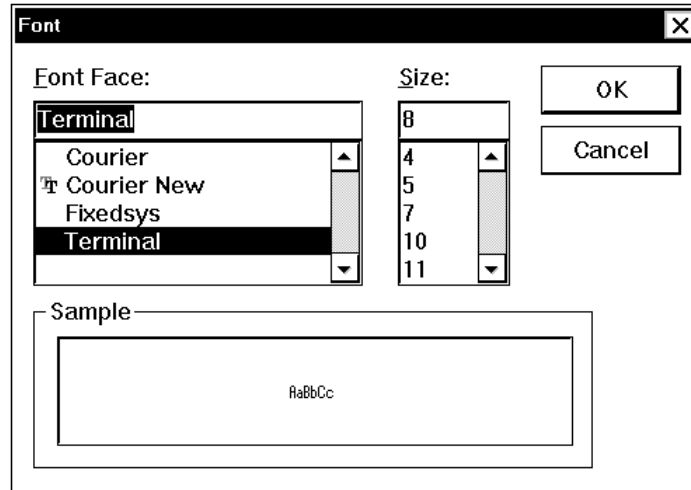 Font
Font Face:
Size:
OK
Terminal
8
Cancel
Courier
Courier New
Fixedsys
Terminal
4
5
7
10
11
Sample
AaBbCc